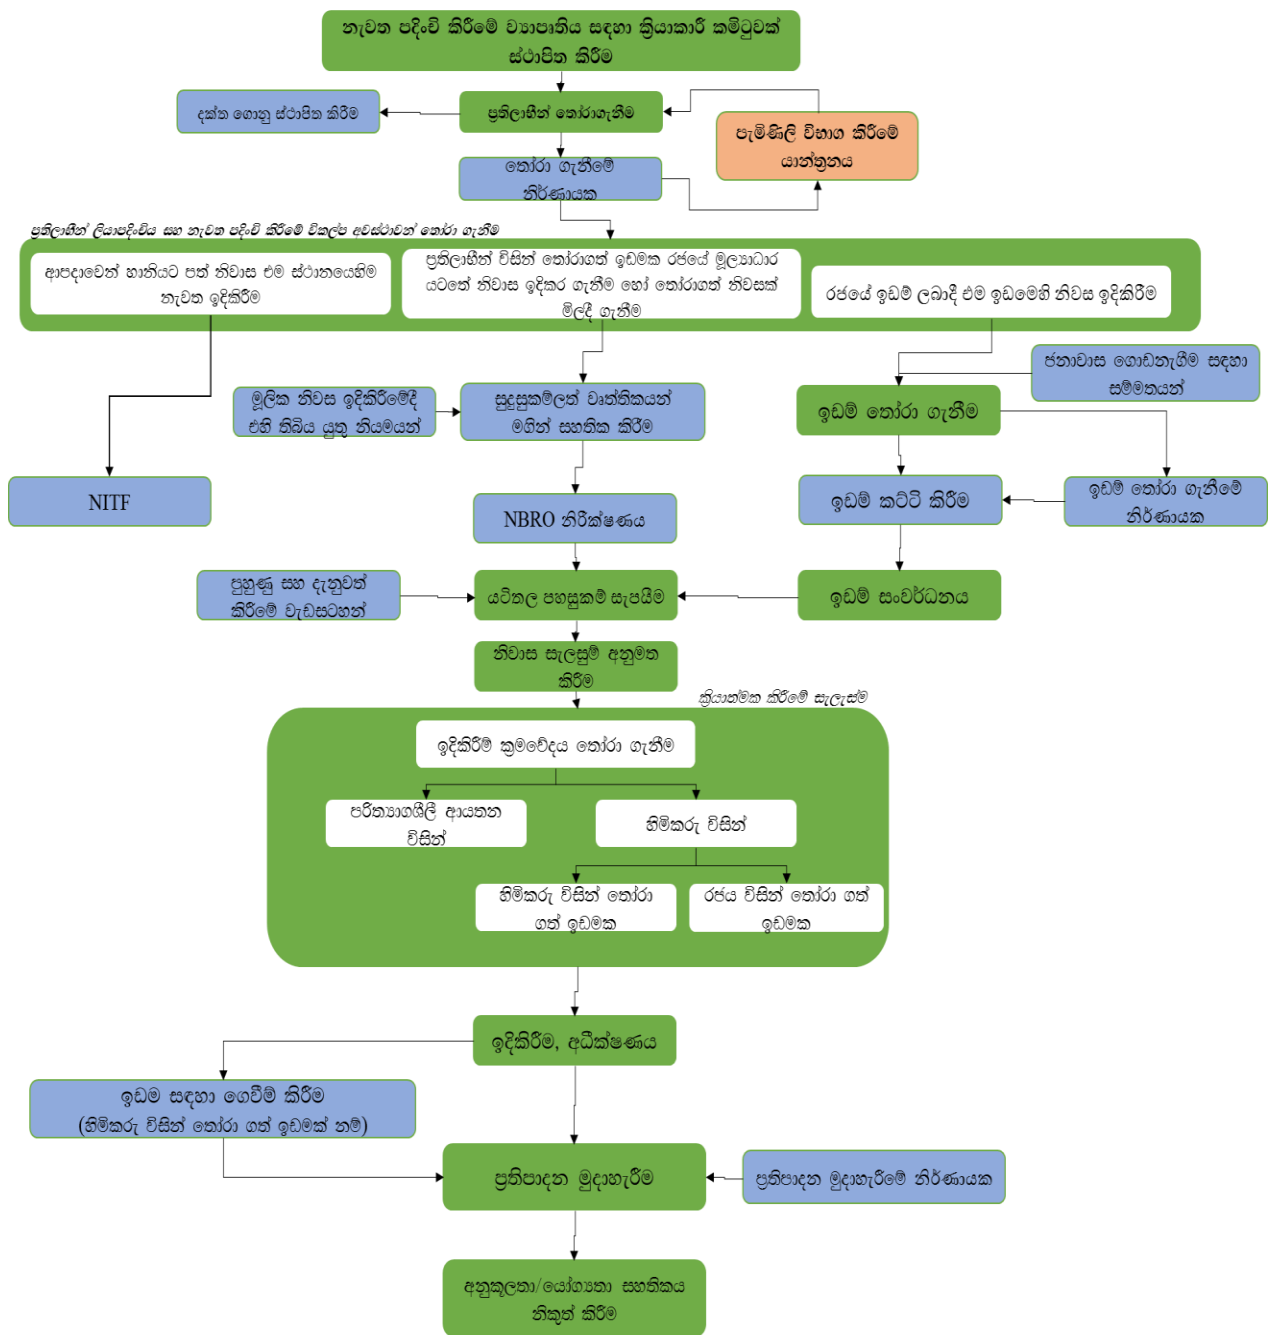 නැවත පදිංචි කිරීමේ ව්‍යාපෘතිය සඳහා ක්‍රියාකාරී කමිටුවක්
ස්ථාපිත කිරීම
දත්ත ගොනු ස්ථාපිත කිරීම
ප්‍රතිලාභීන් තෝරාගැනීම
පැමිණිලි විභාග කිරීමේ
යාන්ත්‍රනය
තෝරා ගැනීමේ
නිර්ණායක
ප්‍රතිලාභීන් ලියාපදිංචිය සහ නැවත පදිංචි කිරීමේ විකල්ප අවස්ථාවන් තෝරා ගැනීම
ආපදාවෙන් හානියට පත් නිවාස එම ස්ථානයෙහිම
නැවත ඉදිකිරීම
ප්‍රතිලාභීන් විසින් තෝරාගත් ඉඩමක රජයේ මූල්‍යාධාර
යටතේ නිවාස ඉදිකර ගැනීම හෝ තෝරාගත් නිවසක්
මිලදී ගැනීම
රජයේ ඉඩම් ලබාදී එම ඉඩමෙහි නිවස ඉදිකිරීම
ජනාවාස ගොඩනැගීම සඳහා
සම්මතයන්
මූලික නිවස ඉදිකිරීමේදී
එහි තිබිය යුතු නියමයන්
සුදුසුකම්ලත් වෘත්තිකයන්
මගින් සහතික කිරීම
ඉඩම් තෝරා ගැනීම
NITF
NBRO නිරීක්ෂණය
ඉඩම් කට්ටි කිරීම
ඉඩම් තෝරා ගැනීමේ
නිර්ණායක
පුහුණු සහ දැනුවත්
කිරීමේ වැඩසටහන්
යටිතල පහසුකම් සැපයීම
ඉඩම් සංවර්ධනය
නිවාස සැලසුම් අනුමත
කිරීම
ක්‍රියාත්මක කිරීමේ සැලැස්ම
ඉදිකිරීම් ක්‍රමවේදය තෝරා ගැනීම
පරිත්‍යාගශීලී ආයතන
විසින්
හිමිකරු විසින්
හිමිකරු විසින් තෝරා
ගත් ඉඩමක
රජය විසින් තෝරා ගත්
ඉඩමක
ඉදිකිරීම, අධීක්ෂණය
ඉඩම සඳහා ගෙවීම් කිරීම
(හිමිකරු විසින් තෝරා ගත් ඉඩමක් නම්)
ප්‍රතිපාදන මුදාහැරීම
ප්‍රතිපාදන මුදාහැරීමේ නිර්ණායක
අනුකූලතා/යෝග්‍යතා සහතිකය
නිකුත් කිරීම